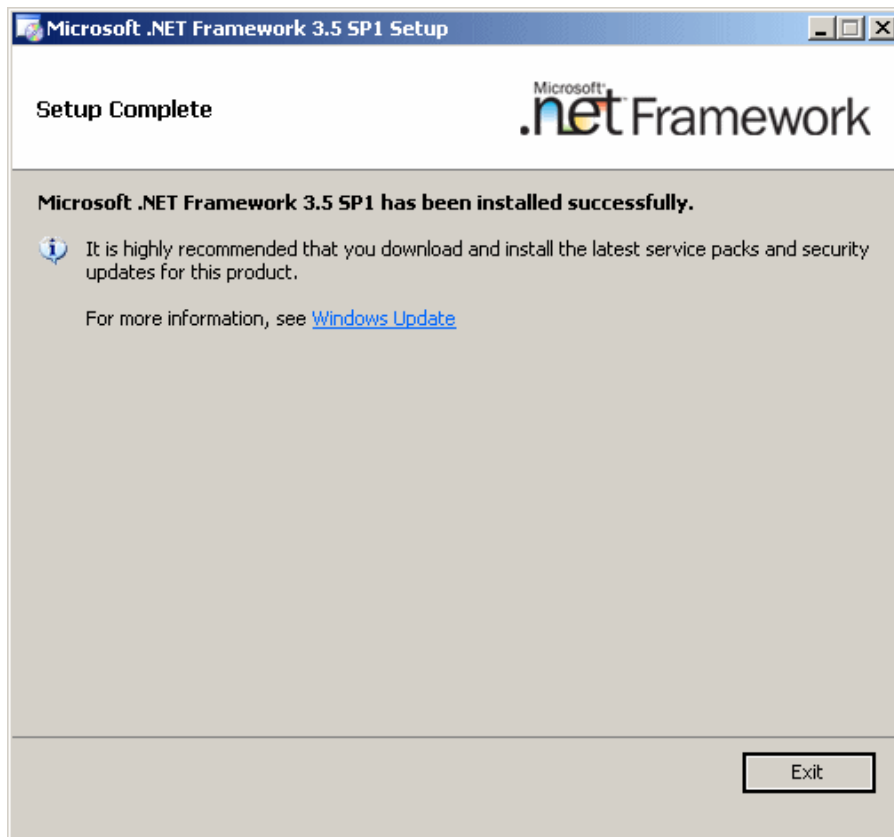 Microsoft .NET Framework 3.5 SP1 Setup
Setup Complete
Microsoft
.net Framework
Microsoft .NET Framework 3.5 SP1 has been installed successfully.
It is highly recommended that you download and install the latest service packs and security
updates for this product.
For more information, see Windows Update
Exit